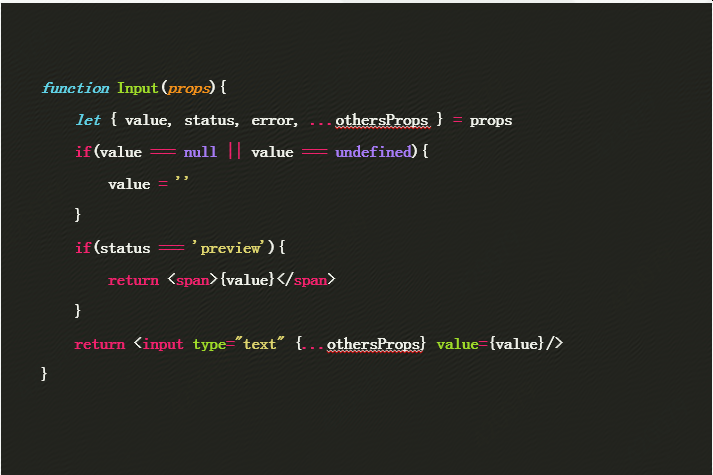 function Input(props){
let { value, status, error, ...othersProps } = props
if(value === null || value === undefined){
value = ''
}
if(status === 'preview'){
return <span>{value}</span>
}
return <input type="text" {...othersProps} value={value}/>
}